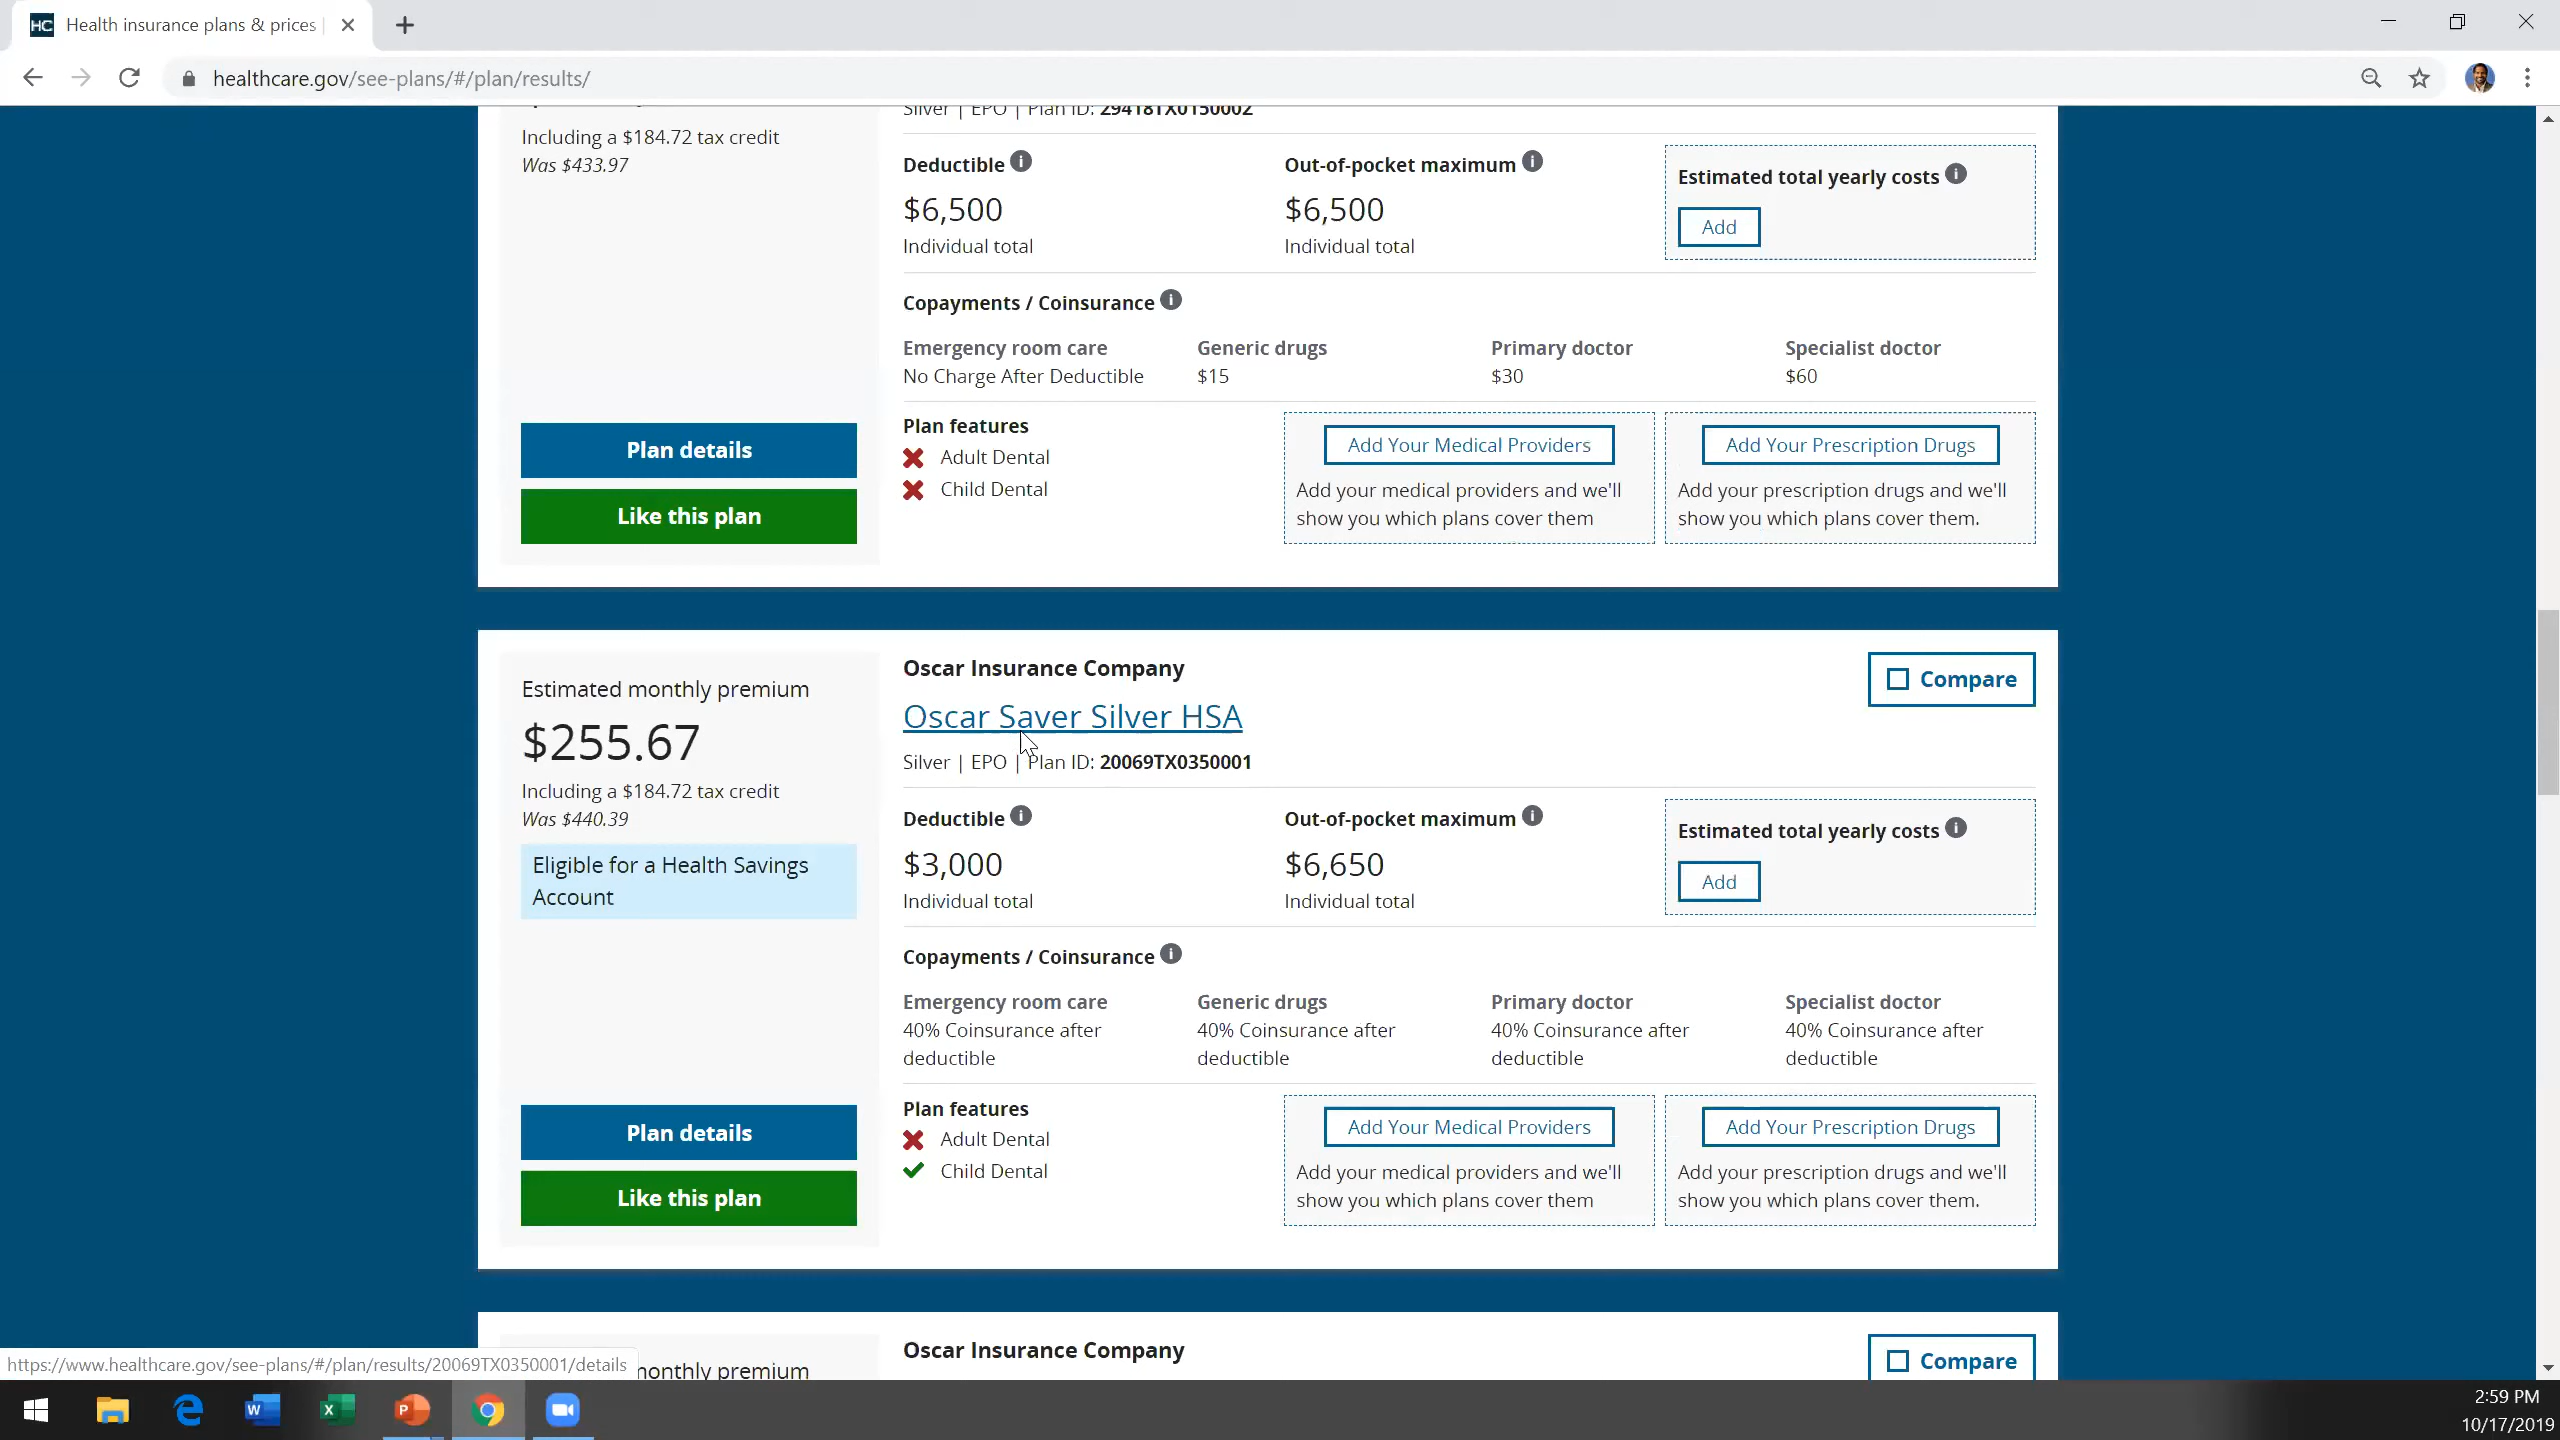 Health insurance plans & prices |
healthcare.gov/see-plans/#/plan/results/
Silver | EPO | Plan ID: 29418TX0150002
Including a $184.72 tax credit
Was $433.97
Deductible
Out-of-pocket maximum
Estimated total yearly costs
$6,500
$6,500
Add
Individual total
Individual total
Copayments / Coinsurance
Emergency room care
Generic drugs
Primary doctor
Specialist doctor
No Charge After Deductible
$15
$30
$60
Plan details
Like this plan
Plan features
Adult Dental
Child Dental
Add Your Medical Providers
Add your medical providers and we'll
show you which plans cover them
Add Your Prescription Drugs
Add your prescription drugs and we'll
show you which plans cover them.
Estimated monthly premium
$255.67
Including a $184.72 tax credit
Was $440.39
Eligible for a Health Savings
Account
Oscar Insurance Company
Compare
Oscar Saver Silver HSA
Silver | EPO | Plan ID: 20069TX0350001
Deductible
Out-of-pocket maximum
Estimated total yearly costs
$3,000
$6,650
Add
Individual total
Individual total
Copayments / Coinsurance
Emergency room care
Generic drugs
Primary doctor
Specialist doctor
40% Coinsurance after
deductible
40% Coinsurance after
deductible
40% Coinsurance after
deductible
40% Coinsurance after
deductible
Plan details
Like this plan
Plan features
Adult Dental
Child Dental
Add Your Medical Providers
Add your medical providers and we'll
show you which plans cover them
Add Your Prescription Drugs
Add your prescription drugs and we'll
show you which plans cover them.
Oscar Insurance Company
Compare
https://www.healthcare.gov/see-plans/#/plan/results/20069TX0350001/details
monthly premium
2:59 PM
10/17/2019